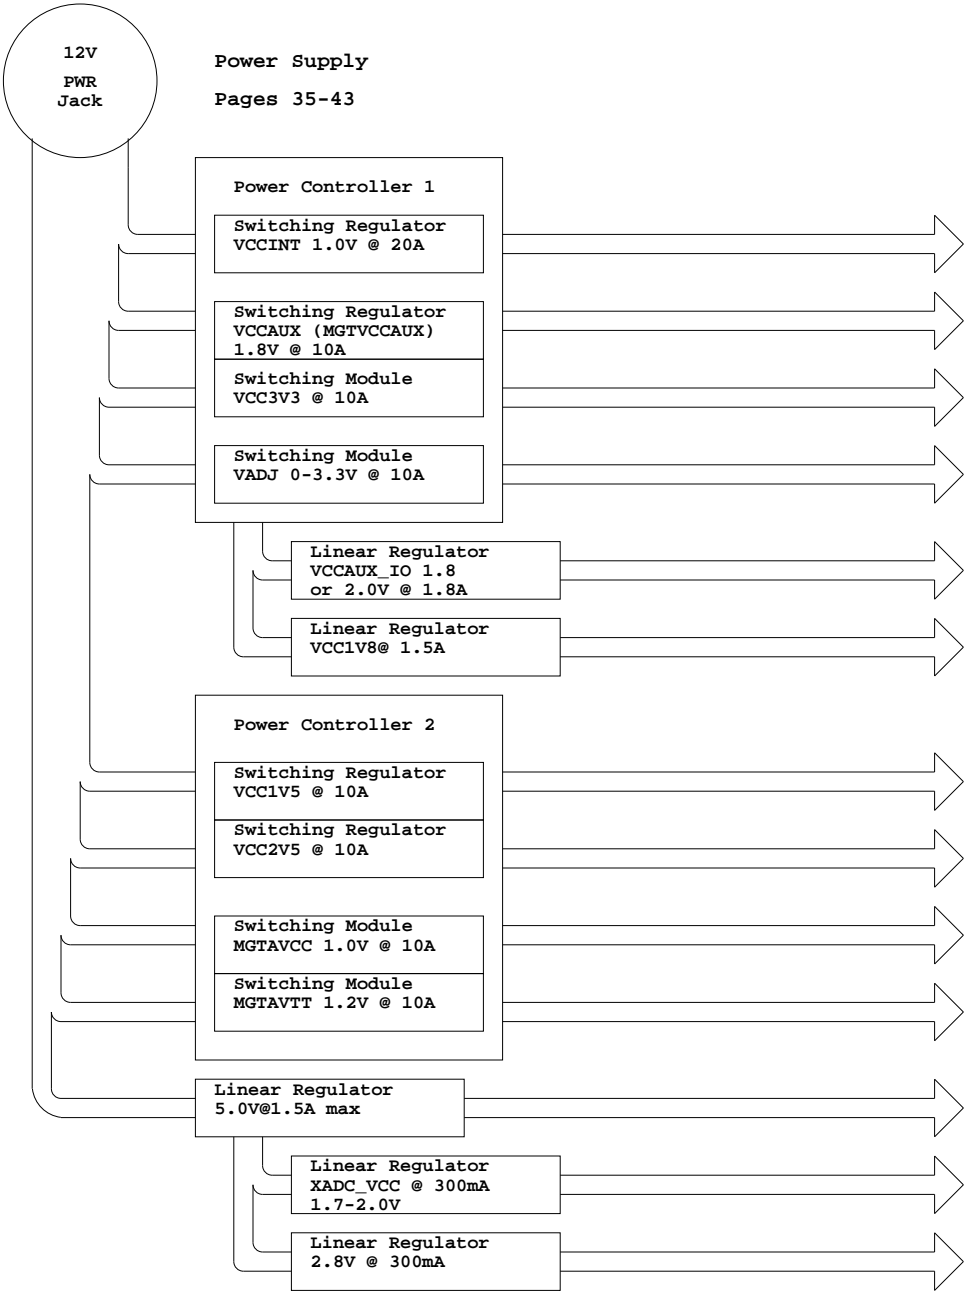 12V
PWR
Jack
Power Supply
Pages 35-43
Power Controller 1
Switching Regulator
VCCINT 1.0V @ 20A
Switching Regulator
VCCAUX (MGTVCCAUX)
1.8V @ 10A
Switching Module
VCC3V3 @ 10A
Switching Module
VADJ 0-3.3V @ 10A
Linear Regulator
VCCAUX_IO 1.8
or 2.0V @ 1.8A
Linear Regulator
VCC1V8@ 1.5A
Power Controller 2
Switching Regulator
VCC1V5 @ 10A
Switching Regulator
VCC2V5 @ 10A
Switching Module
MGTAVCC 1.0V @ 10A
Switching Module
MGTAVTT 1.2V @ 10A
Linear Regulator
5.0V@1.5A max
Linear Regulator
XADC_VCC @ 300mA
1.7-2.0V
Linear Regulator
2.8V @ 300mA